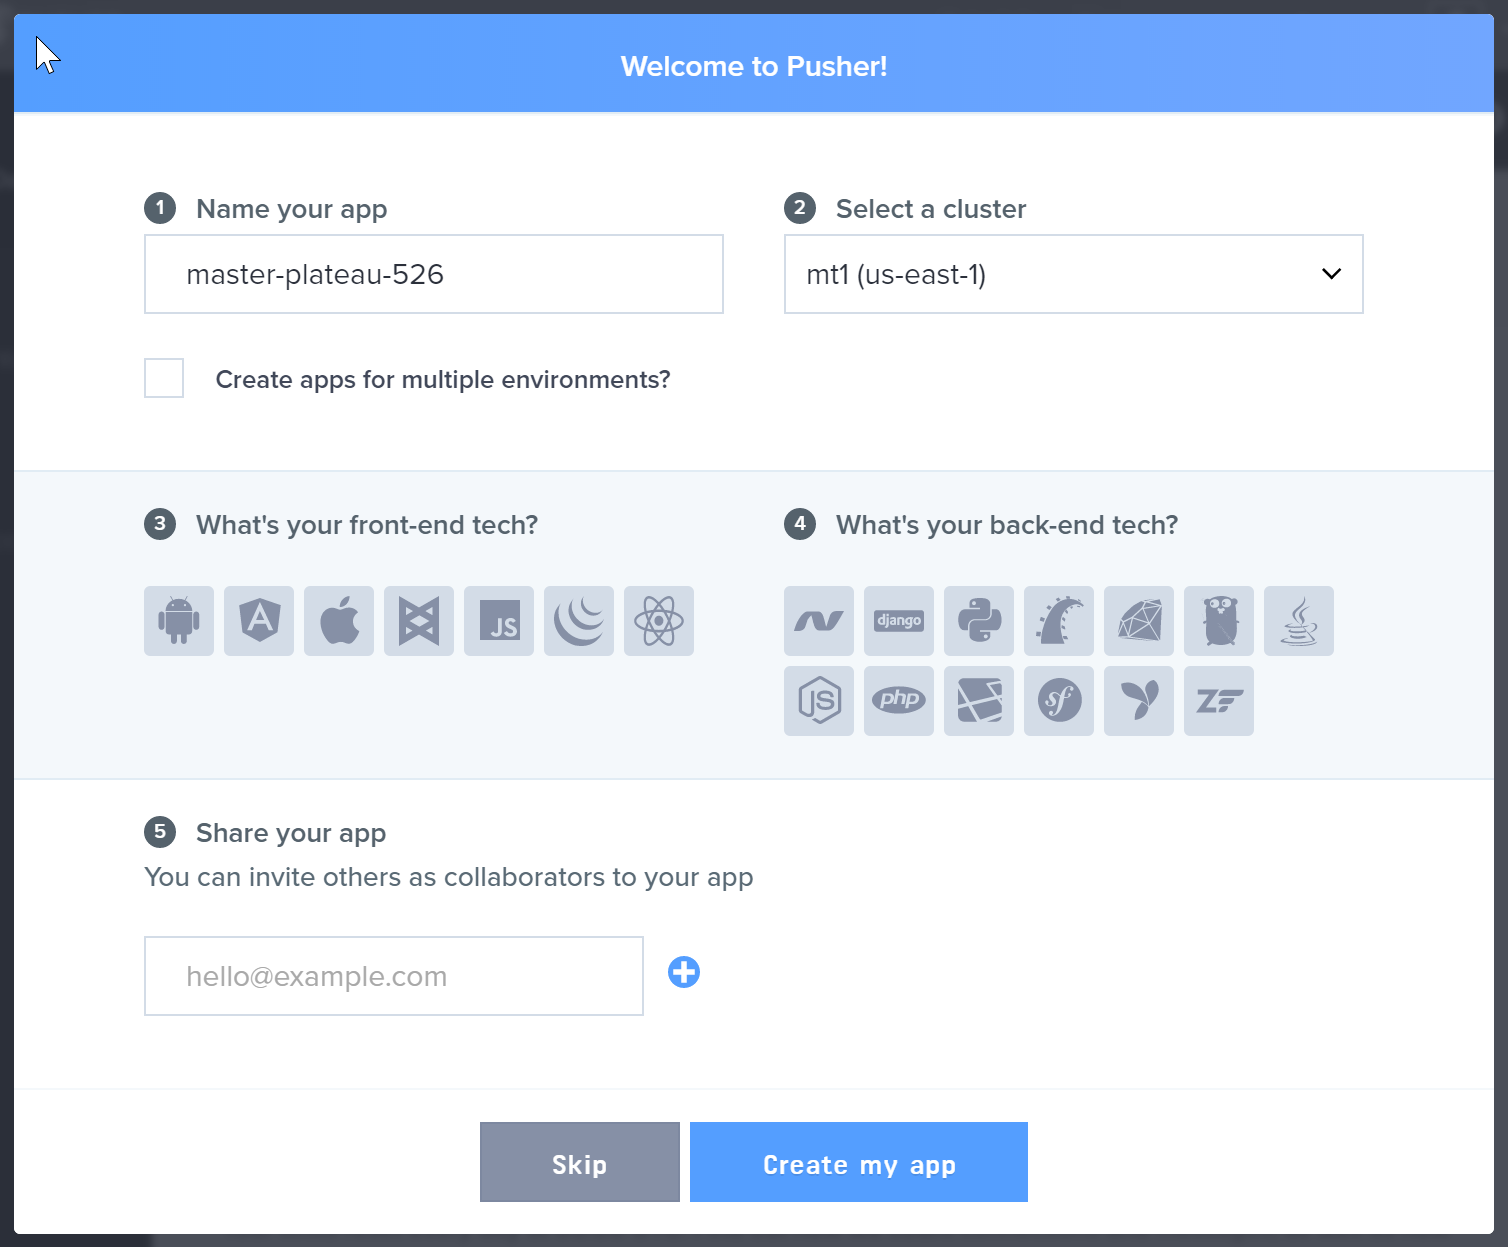 Welcome to Pusher!
1 Name your app
master-plateau-526
2 Select a cluster
mt1 (us-east-1)
Create apps for multiple environments?
3 What's your front-end tech?
A
JS
4 What's your back-end tech?
django
JS
php
sf
ZF
5 Share your app
You can invite others as collaborators to your app
hello@example.com
Skip
Create my app